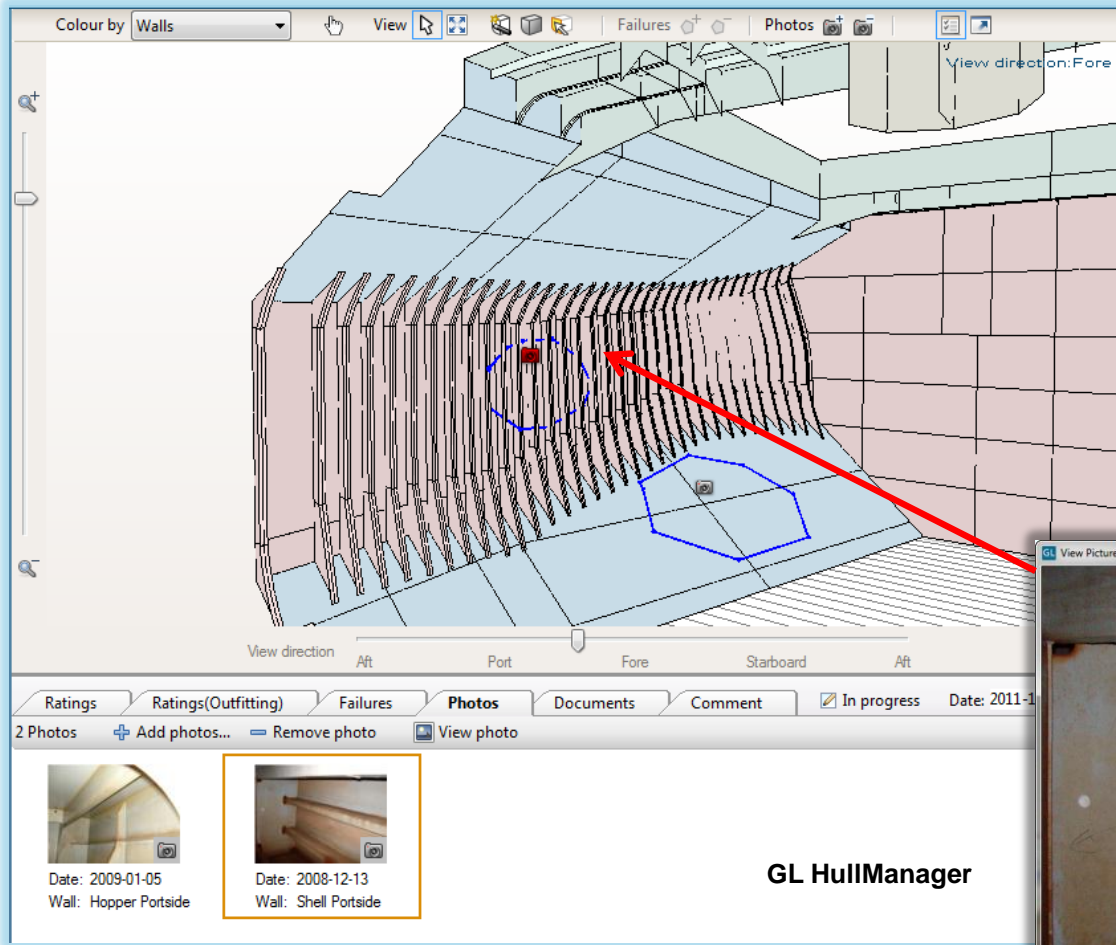 Colour by Walls View Failures Photos
View direction:Fore
View direction Aft Port Fore Starboard Aft
GL View Picture
Ratings Ratings(Outfitting) Failures Photos Documents Comment In progress Date: 2011-1
2 Photos Add photos... Remove photo View photo
Date: 2009-01-05
Wall: Hopper Portside
Date: 2008-12-13
Wall: Shell Portside
GL HullManager